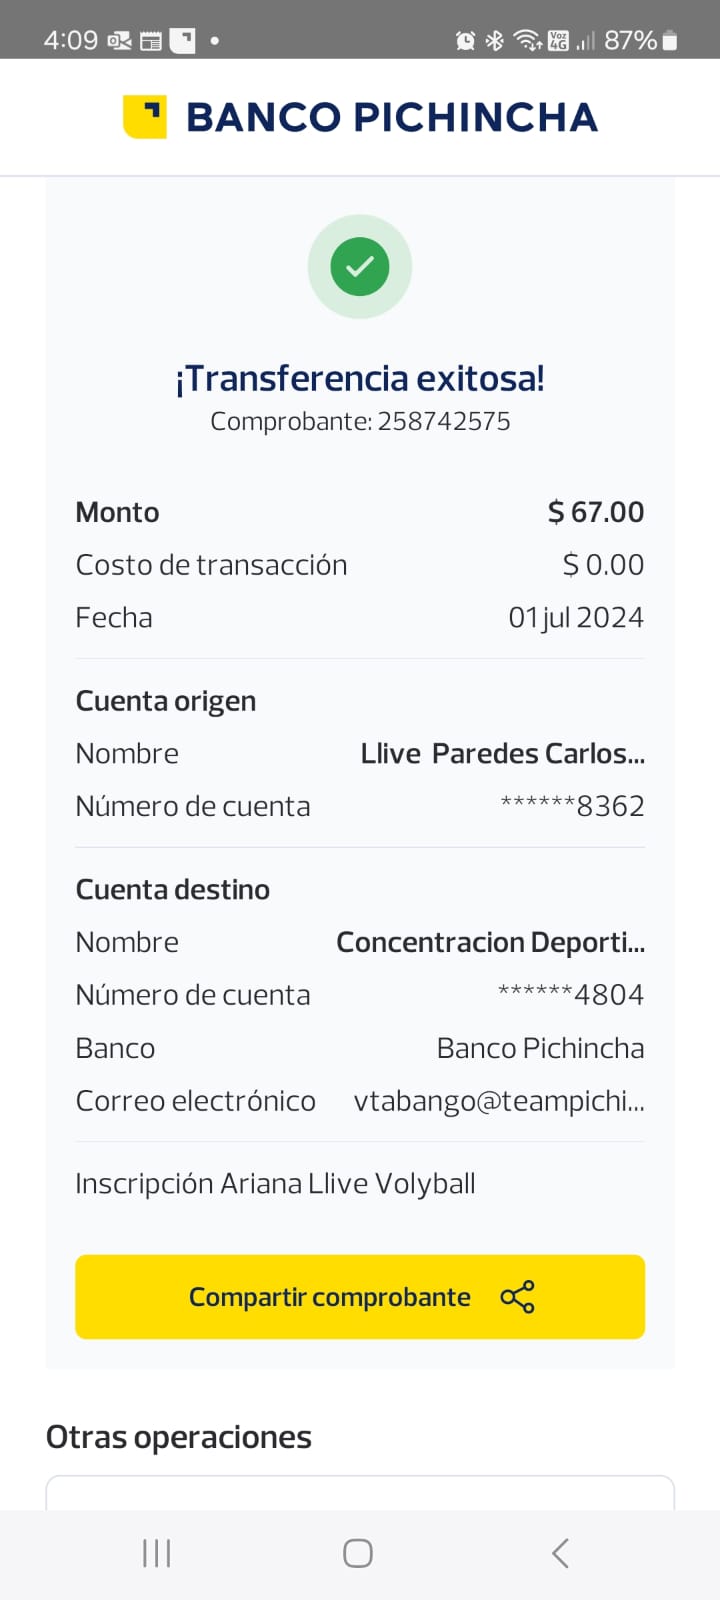 4:09
Voz 4G 87%
BANCO PICHINCHA
¡Transferencia exitosa!
Comprobante: 258742575
Monto $ 67.00
Costo de transacción $ 0.00
Fecha 01 jul 2024
Cuenta origen
Nombre Llive Paredes Carlos...
Número de cuenta ******8362
Cuenta destino
Nombre Concentracion Deporti...
Número de cuenta ******4804
Banco Banco Pichincha
Correo electrónico vtabango@teampichi...
Inscripción Ariana Llive Volyball
Compartir comprobante
Otras operaciones